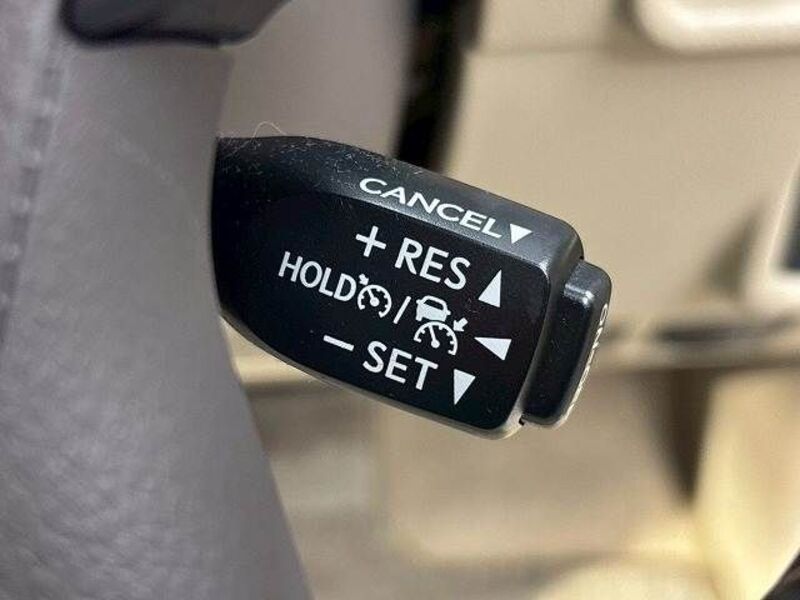 CANCEL▼
+ RES ▲
HOLD /
− SET ▼